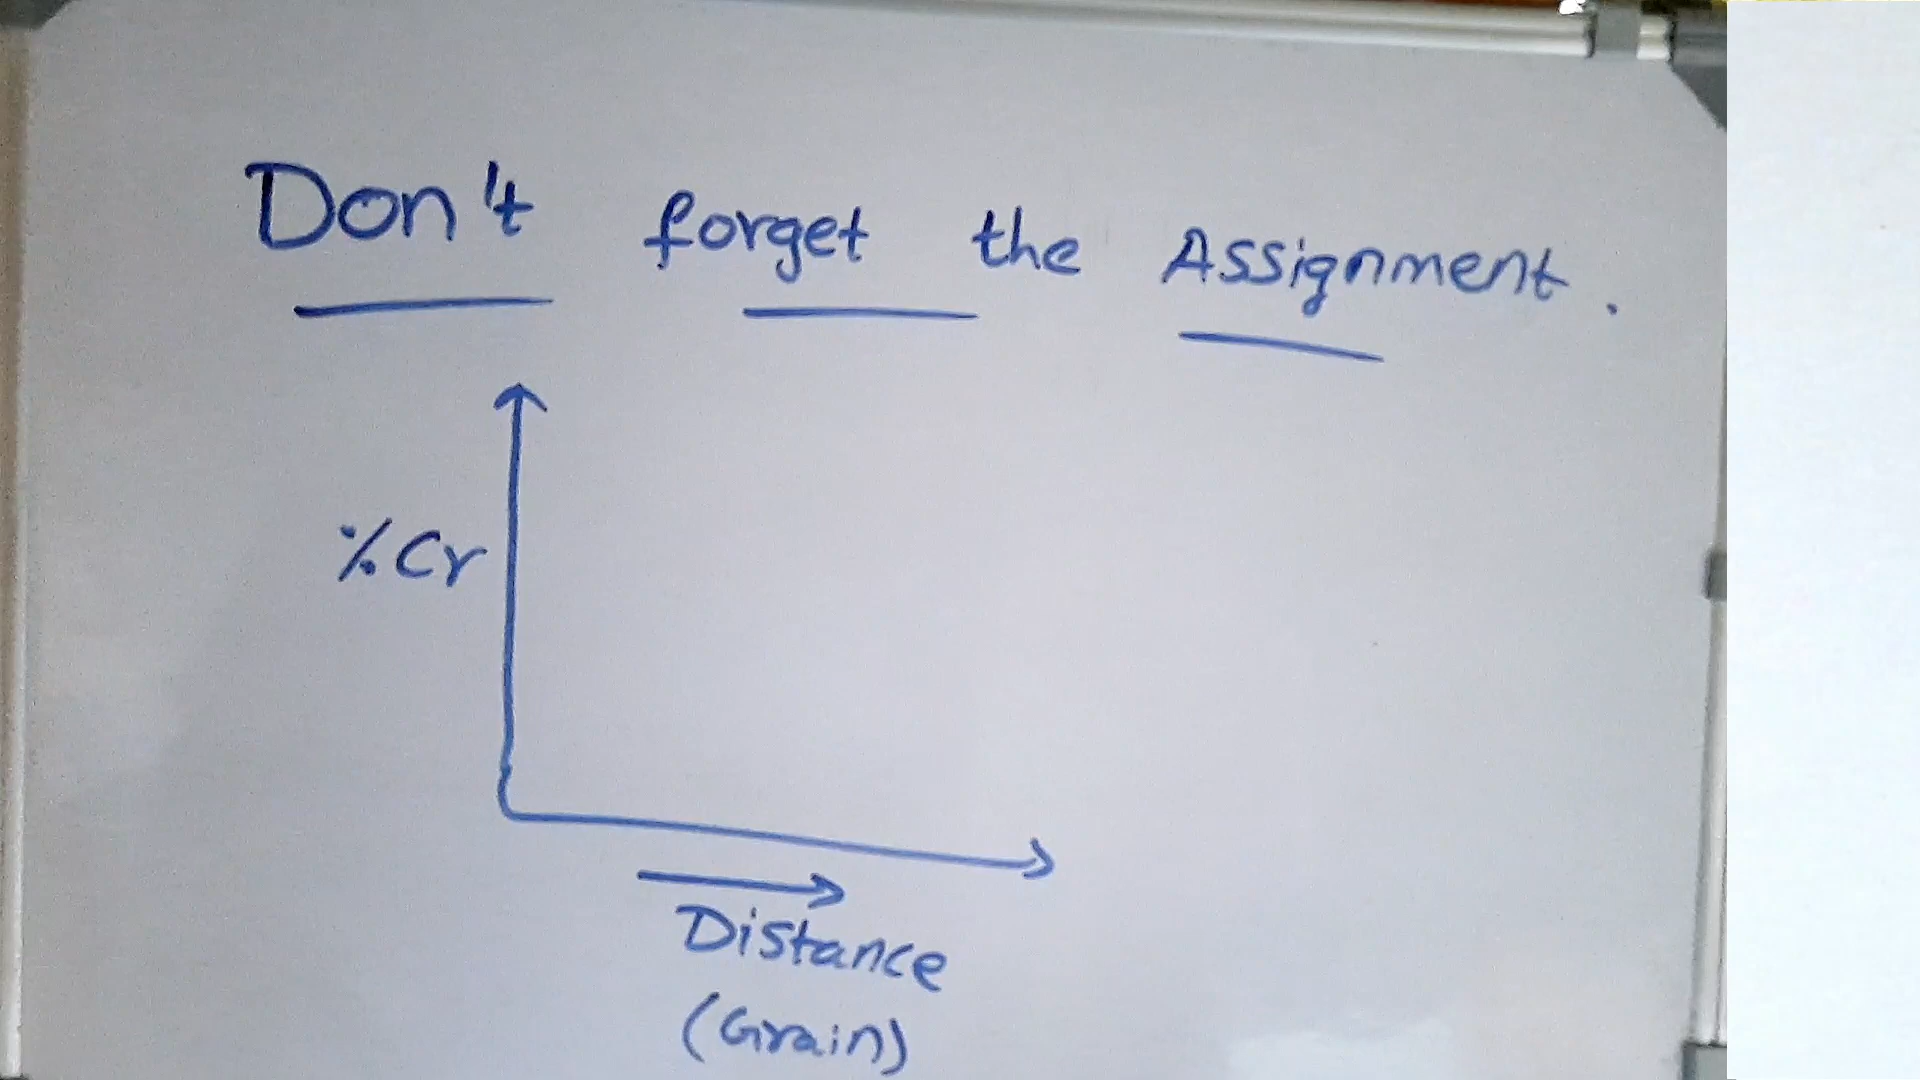 Don't forget the Assignment.
%Cr
Distance
(Grain)